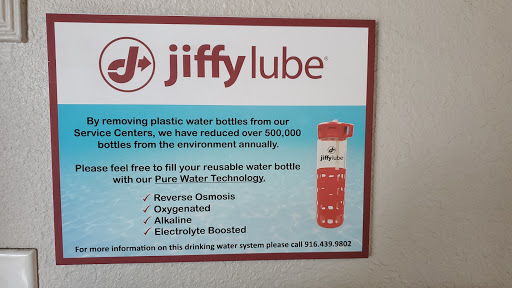 jiffy lube®
By removing plastic water bottles from our
Service Centers, we have reduced over 500,000
bottles from the environment annually.
Please feel free to fill your reusable water bottle
with our Pure Water Technology.
✓ Reverse Osmosis
✓ Oxygenated
✓ Alkaline
✓ Electrolyte Boosted
jiffylube
For more information on this drinking water system please call 916.439.9802